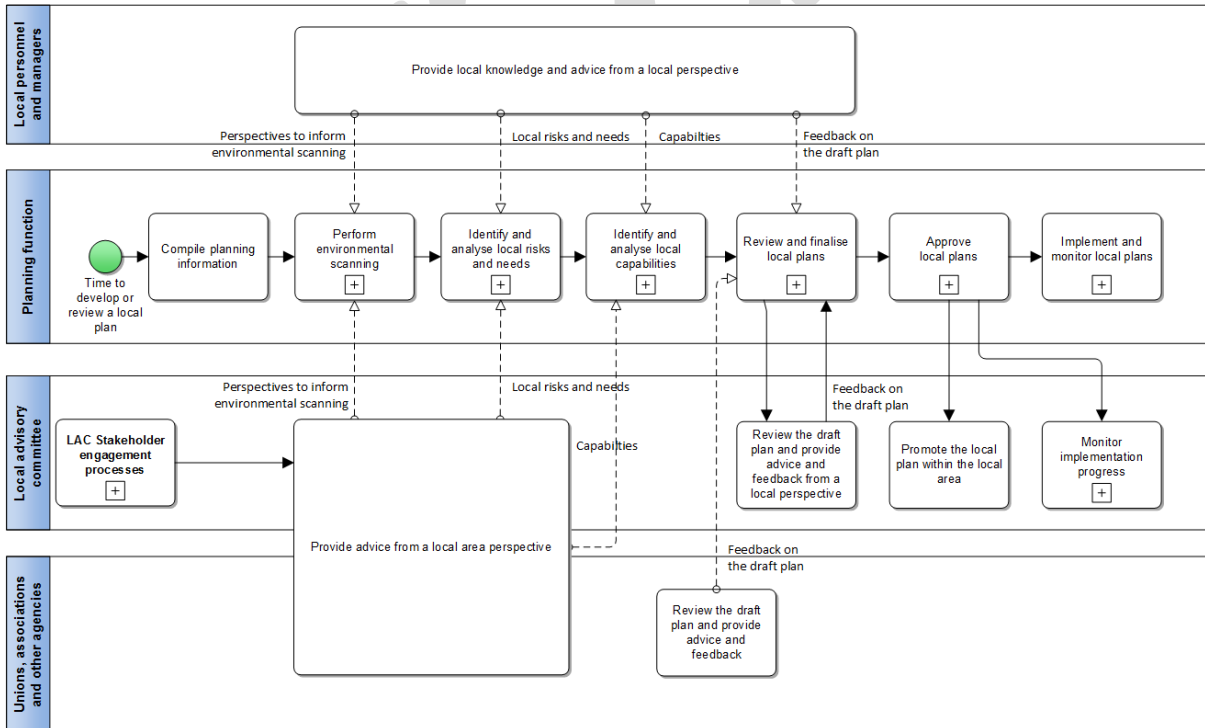 Local personnel
and managers
Provide local knowledge and advice from a local perspective
Perspectives to inform
environmental scanning
Local risks and needs
Capabilties
Feedback on
the draft plan
Planning function
Time to
develop or
review a local
plan
Compile planning
information
Perform
environmental
scanning
Identify and
analyse local risks
and needs
Identify and
analyse local
capabilities
Review and finalise
local plans
Approve
local plans
Implement and
monitor local plans
Local advisory
committee
Perspectives to inform
environmental scanning
Local risks and needs
Capabilties
Feedback on
the draft plan
LAC Stakeholder
engagement
processes
Provide advice from a local area perspective
Review the draft
plan and provide
advice and
feedback from a
local perspective
Promote the local
plan within the local
area
Monitor
implementation
progress
Unions, associations
and other agencies
Feedback on
the draft plan
Review the draft
plan and provide
advice and
feedback